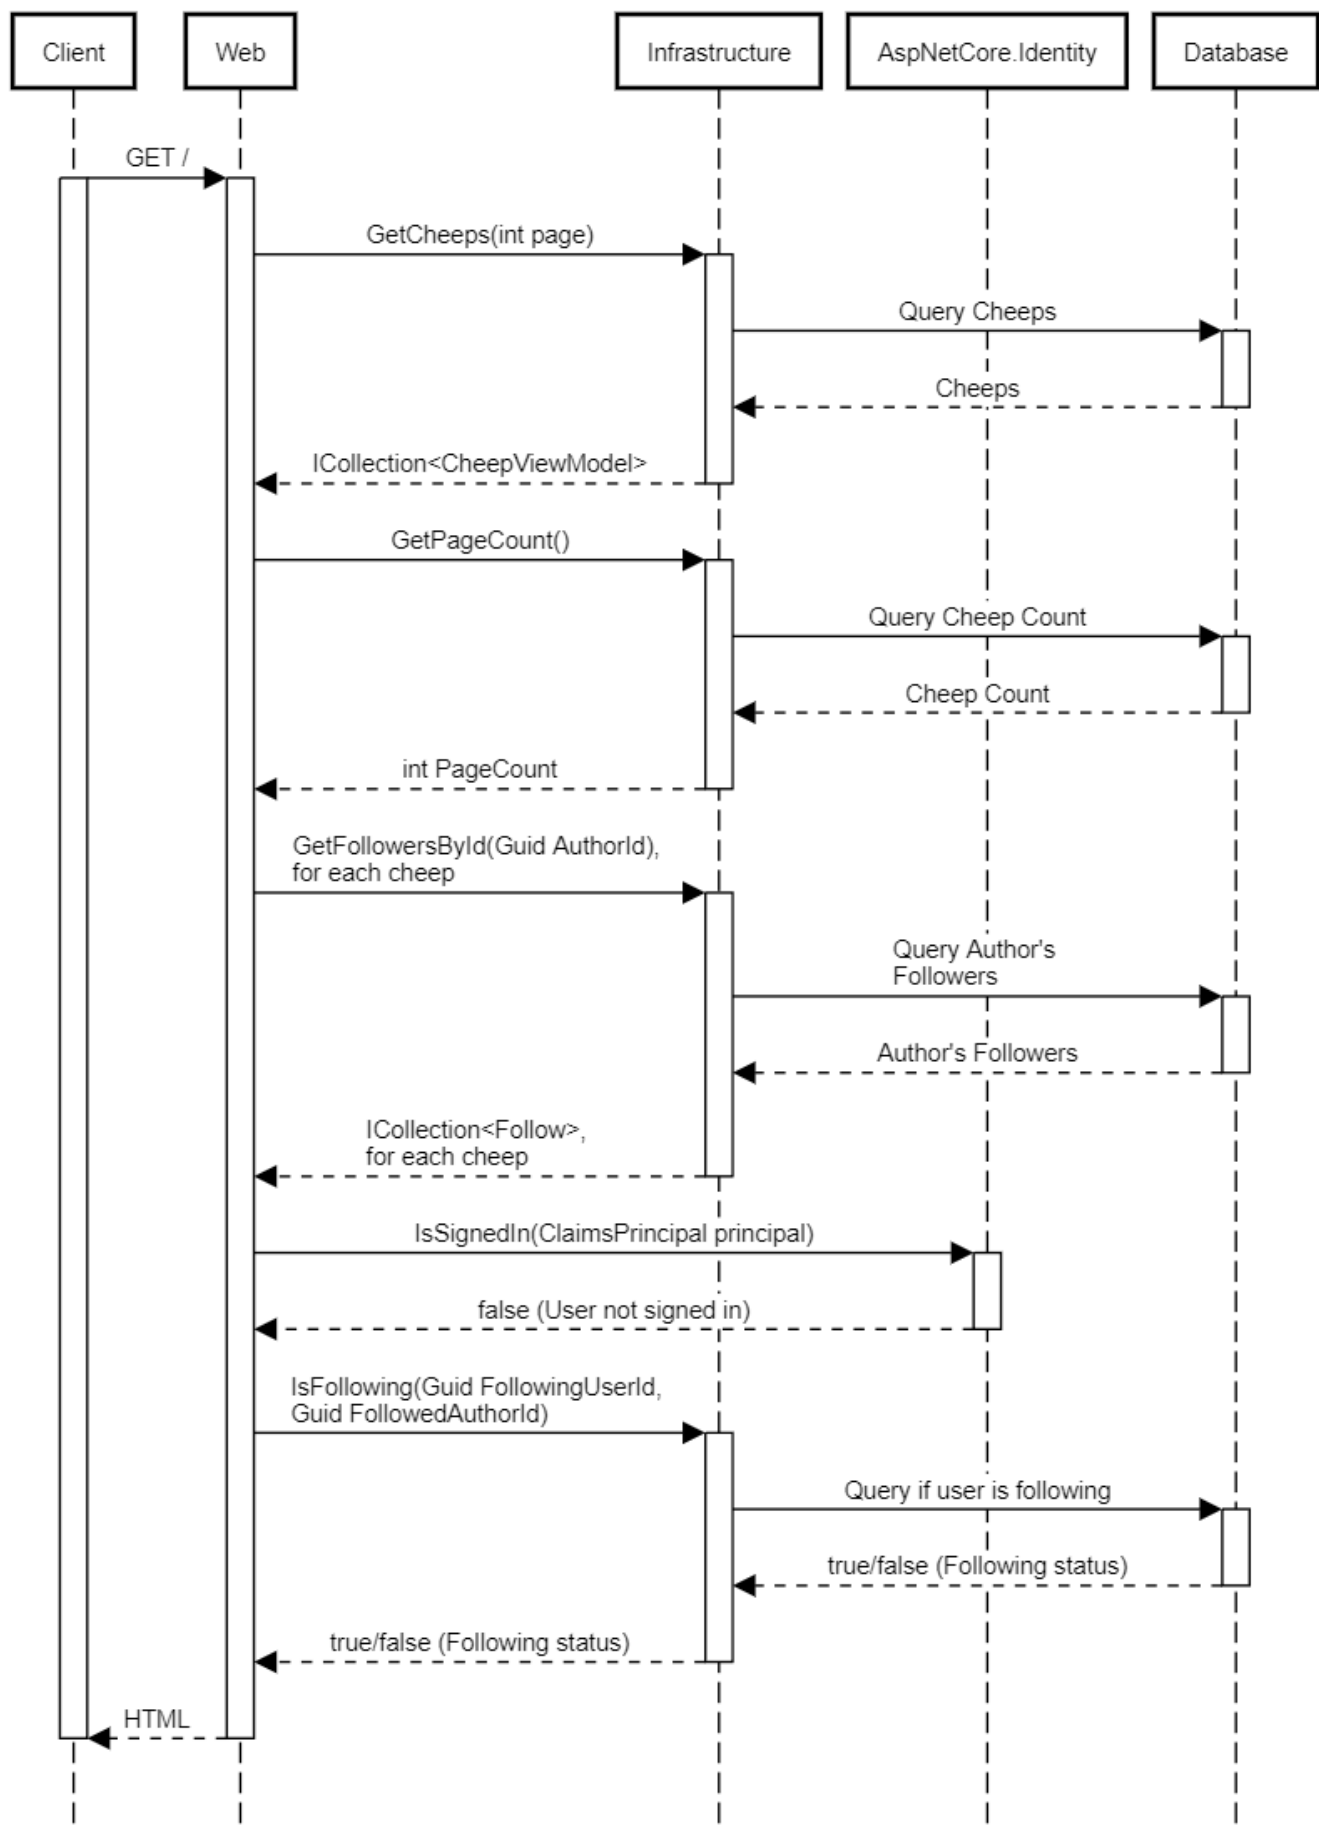 Client
Web
Infrastructure
AspNetCore.Identity
Database
GET /
GetCheeps(int page)
Query Cheeps
Cheeps
ICollection<CheepViewModel>
GetPageCount()
Query Cheep Count
Cheep Count
int PageCount
GetFollowersById(Guid AuthorId),
for each cheep
Query Author's
Followers
Author's Followers
ICollection<Follow>,
for each cheep
IsSignedIn(ClaimsPrincipal principal)
false (User not signed in)
IsFollowing(Guid FollowingUserId,
Guid FollowedAuthorId)
Query if user is following
true/false (Following status)
true/false (Following status)
HTML